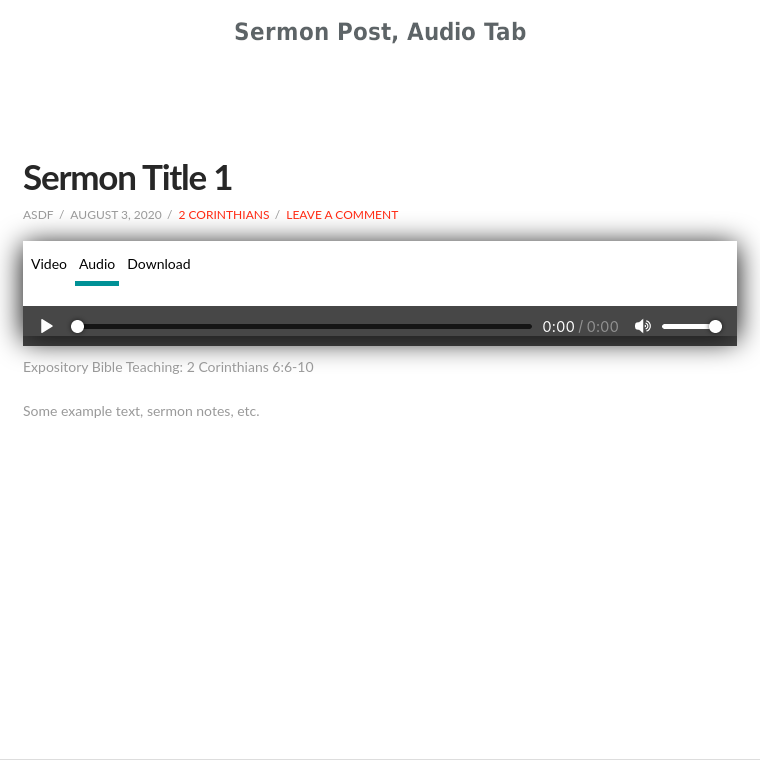 Sermon Post, Audio Tab
Sermon Title 1
ASDF / AUGUST 3, 2020 / 2 CORINTHIANS / LEAVE A COMMENT
Video Audio Download
0:00 / 0:00
Expository Bible Teaching: 2 Corinthians 6:6-10
Some example text, sermon notes, etc.